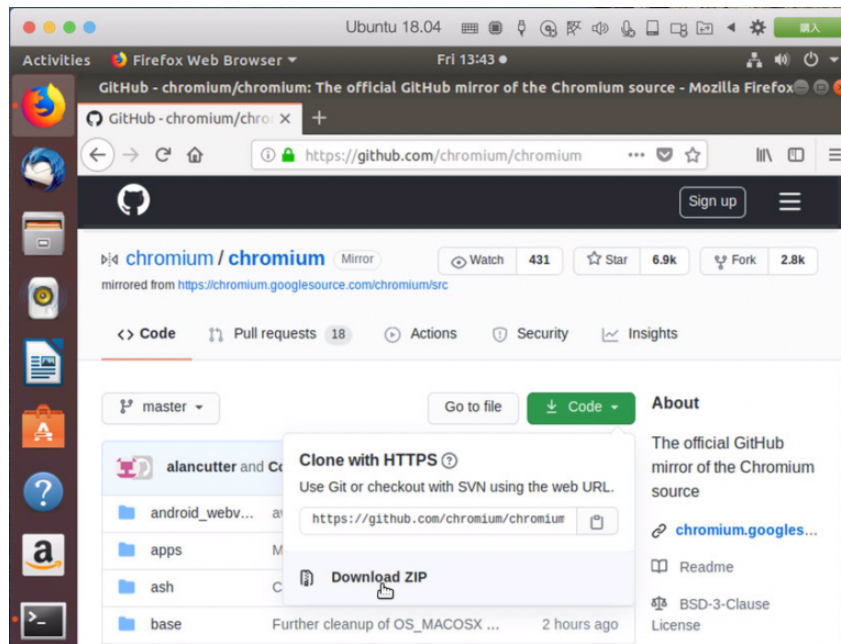 Ubuntu 18.04
購入
Activities Firefox Web Browser Fri 13:43
GitHub - chromium/chromium: The official GitHub mirror of the Chromium source - Mozilla Firefox
GitHub - chromium/chro
https://github.com/chromium/chromium
Sign up
chromium / chromium Mirror
Watch 431 Star 6.9k Fork 2.8k
mirrored from https://chromium.googlesource.com/chromium/src
Code Pull requests 18 Actions Security Insights
master Go to file Code
About
The official GitHub
mirror of the Chromium
source
chromium.googles...
Readme
BSD-3-Clause
License
alancutter and Co
Clone with HTTPS
Use Git or checkout with SVN using the web URL.
https://github.com/chromium/chromium
Download ZIP
android_webv... a
apps M
ash C
base Further cleanup of OS_MACOSX ... 2 hours ago